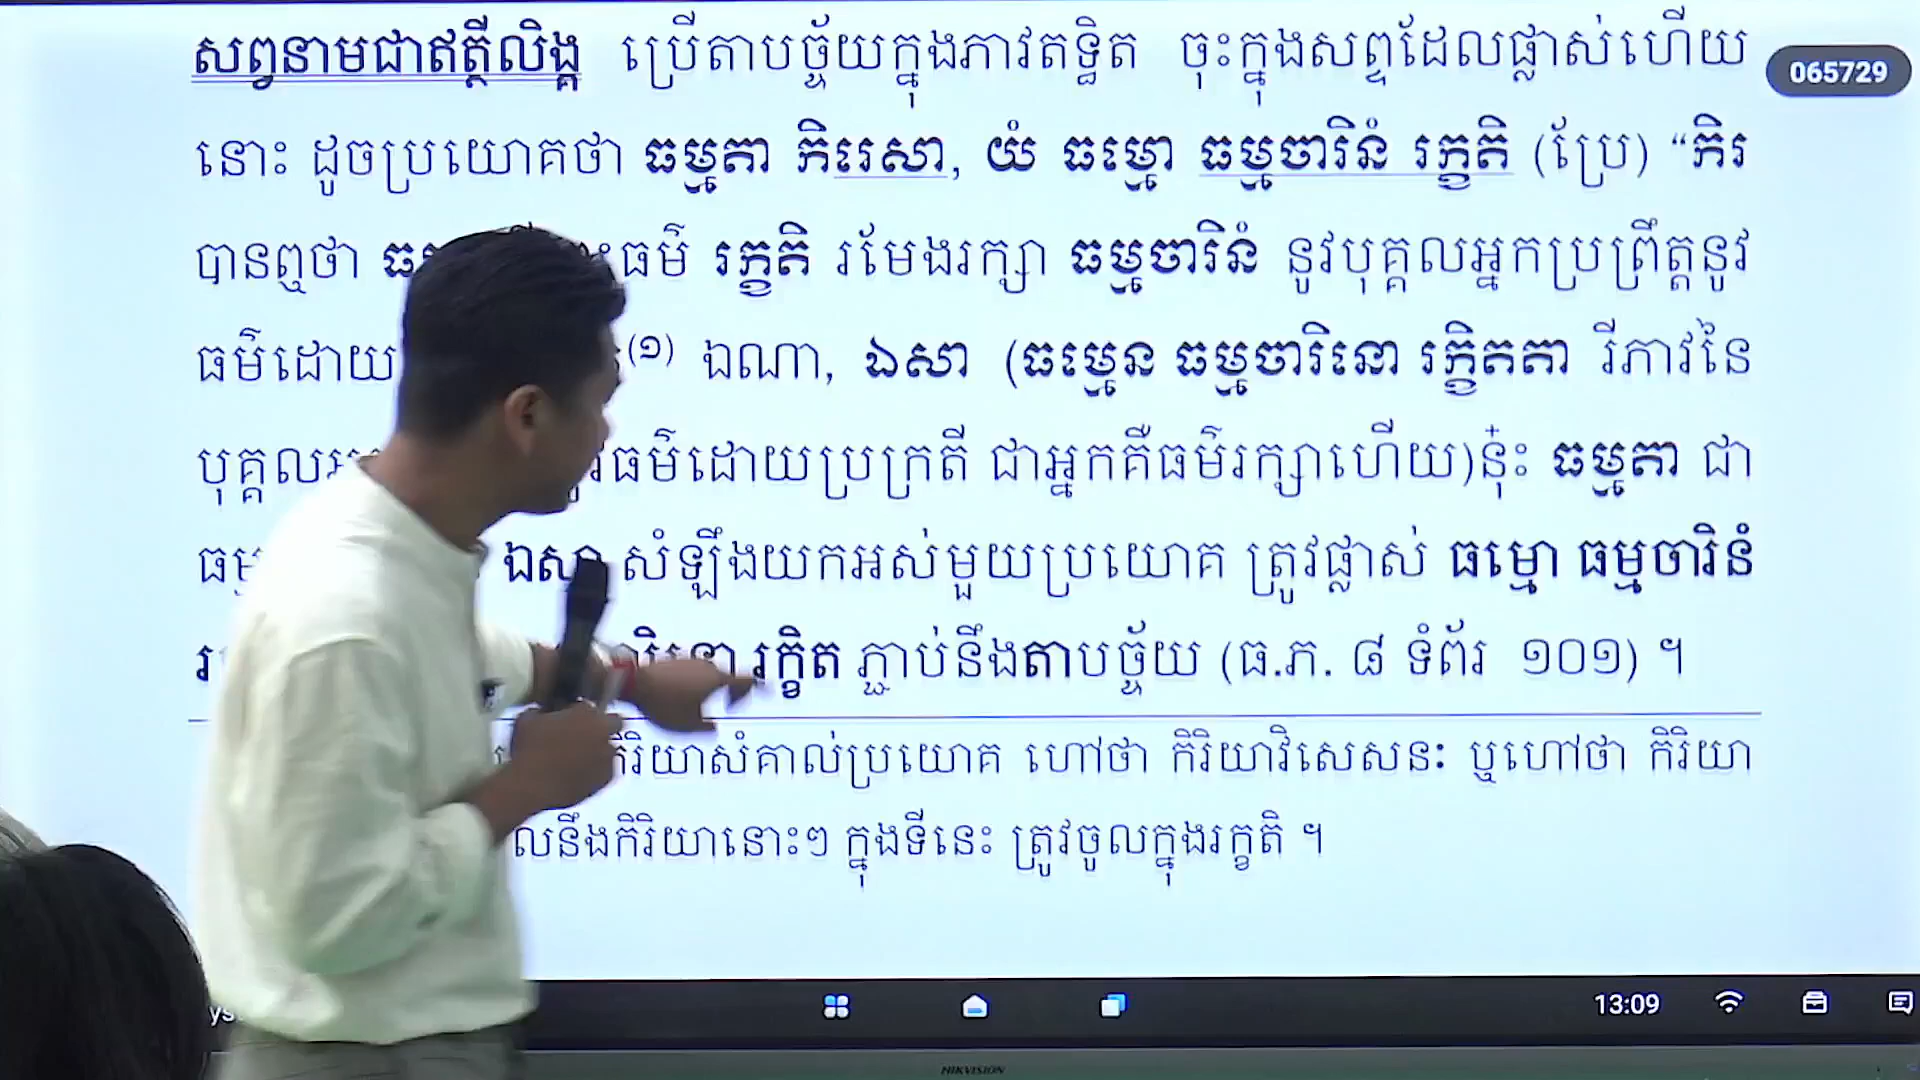 សព្វនាមជាឥត្ថីលិង្គ ប្រើតាបច្ច័យក្នុងភាវតទ្ធិត ចុះក្នុងសព្ទដែលផ្លាស់ហើយ
065729
នោះ ដូចប្រយោគថា ធម្មតា កិរេសា, យំ ធម្មោ ធម្មចារិនំ រក្ខតិ (ប្រែ) “កិរ
បានឮថា ធម៌ រក្ខតិ រមែងរក្សា ធម្មចារិនំ នូវបុគ្គលអ្នកប្រព្រឹត្តនូវ
ធម៌ដោយ (១) ឯណា, ឯសា (ធម្មេន ធម្មចារិនោ រក្ខិតតា រីភាវនៃ
បុគ្គល ធម៌ដោយប្រក្រតី ជាអ្នកគឺធម៌រក្សាហើយ)នុ៎ះ ធម្មតា ជា
ឯសា សំឡឹងយកអស់មួយប្រយោគ ត្រូវផ្លាស់ ធម្មោ ធម្មចារិនំ
រក្ខិត ភ្ជាប់នឹងតាបច្ច័យ (ធ.ភ. ៨ ទំព័រ ១០១) ។
កិរិយាសំគាល់ប្រយោគ ហៅថា កិរិយាវិសេសនៈ ឬហៅថា កិរិយា
លនឹងកិរិយានោះៗ ក្នុងទីនេះ ត្រូវចូលក្នុងរក្ខតិ ។
13:09
HIKVISION